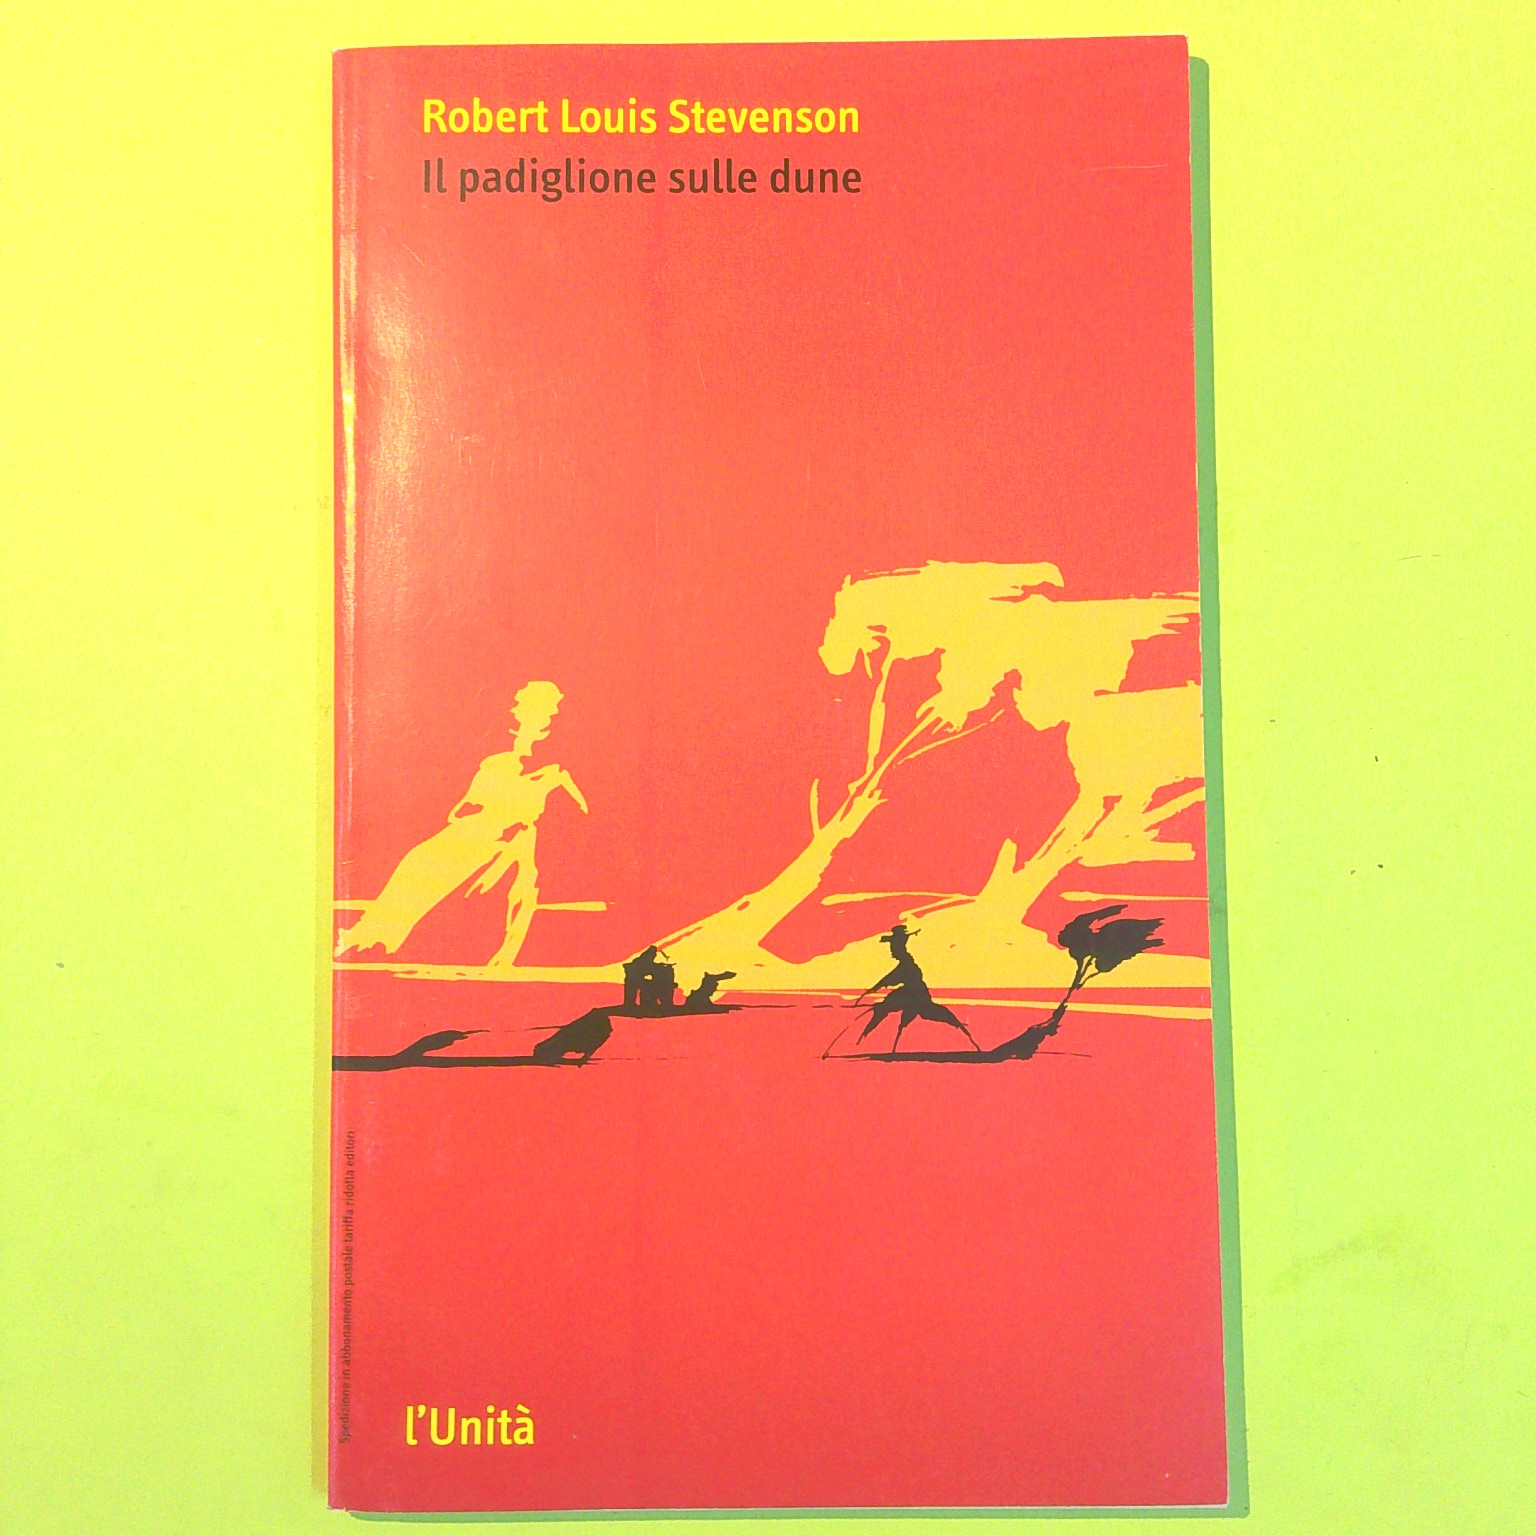 Robert Louis Stevenson
Il padiglione sulle dune
Spedizione in abbonamento postale tariffa ridotta editori
l'Unità